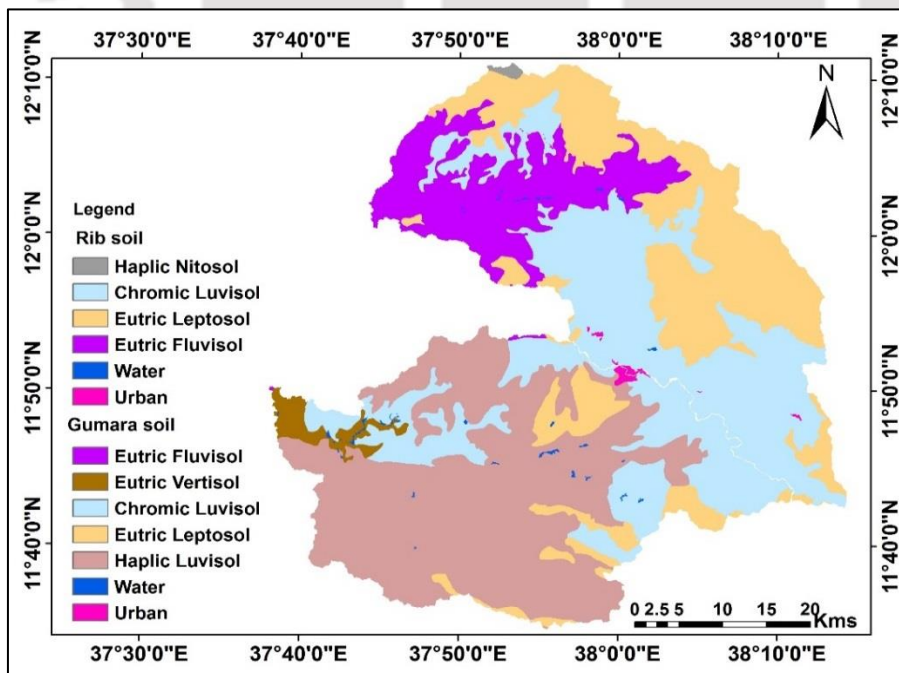 37°30'0"E 37°40'0"E 37°50'0"E 38°0'0"E 38°10'0"E
12°10'0"N
12°10'0"N
N
12°0'0"N
12°0'0"N
Legend
Rib soil
Haplic Nitosol
Chromic Luvisol
Eutric Leptosol
Eutric Fluvisol
Water
Urban
11°50'0"N
11°50'0"N
Gumara soil
Eutric Fluvisol
Eutric Vertisol
Chromic Luvisol
Eutric Leptosol
Haplic Luvisol
Water
Urban
11°40'0"N
11°40'0"N
0 2.5 5 10 15 20
Kms
37°30'0"E 37°40'0"E 37°50'0"E 38°0'0"E 38°10'0"E